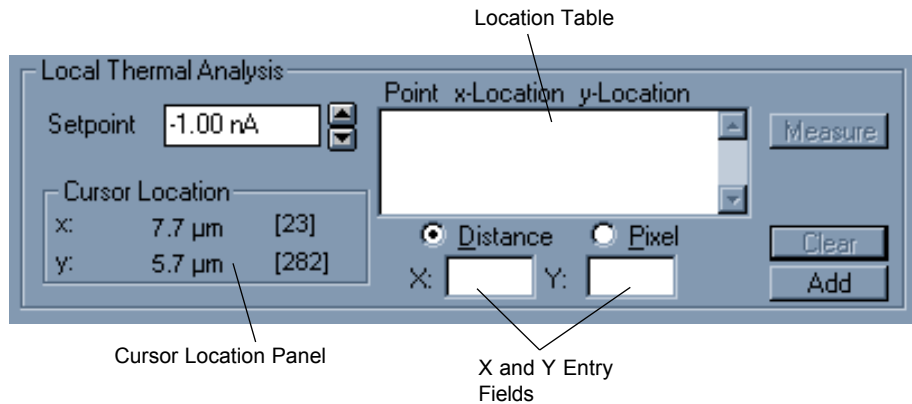 Location Table
Local Thermal Analysis
Point x-Location y-Location
Setpoint -1.00 nA
Measure
Cursor Location
x: 7.7 µm [23]
y: 5.7 µm [282]
Distance Pixel
Clear
X: Y:
Add
Cursor Location Panel
X and Y Entry
Fields